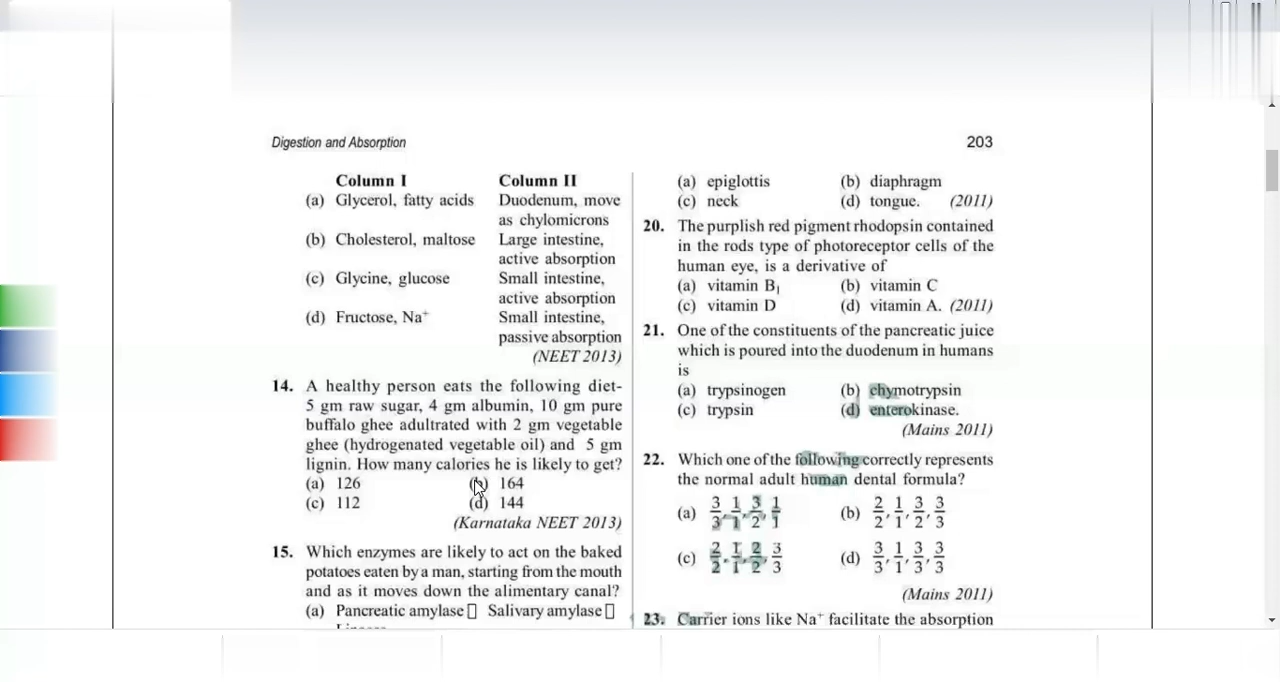 Digestion and Absorption
203
Column I Column II
(a) Glycerol, fatty acids Duodenum, move
as chylomicrons
(b) Cholesterol, maltose Large intestine,
active absorption
(c) Glycine, glucose Small intestine,
active absorption
(d) Fructose, Na⁺ Small intestine,
passive absorption
(NEET 2013)
14. A healthy person eats the following diet-
5 gm raw sugar, 4 gm albumin, 10 gm pure
buffalo ghee adultrated with 2 gm vegetable
ghee (hydrogenated vegetable oil) and 5 gm
lignin. How many calories he is likely to get?
(a) 126 (b) 164
(c) 112 (d) 144
(Karnataka NEET 2013)
15. Which enzymes are likely to act on the baked
potatoes eaten by a man, starting from the mouth
and as it moves down the alimentary canal?
(a) Pancreatic amylase Salivary amylase
(a) epiglottis (b) diaphragm
(c) neck (d) tongue. (2011)
20. The purplish red pigment rhodopsin contained
in the rods type of photoreceptor cells of the
human eye, is a derivative of
(a) vitamin B₁ (b) vitamin C
(c) vitamin D (d) vitamin A. (2011)
21. One of the constituents of the pancreatic juice
which is poured into the duodenum in humans
is
(a) trypsinogen (b) chymotrypsin
(c) trypsin (d) enterokinase.
(Mains 2011)
22. Which one of the following correctly represents
the normal adult human dental formula?
(a) 3/3, 1/1, 3/2, 1/1 (b) 2/2, 1/1, 3/2, 3/3
(c) 2/2, 1/1, 2/2, 3/3 (d) 3/3, 1/1, 3/3, 3/3
(Mains 2011)
23. Carrier ions like Na⁺ facilitate the absorption